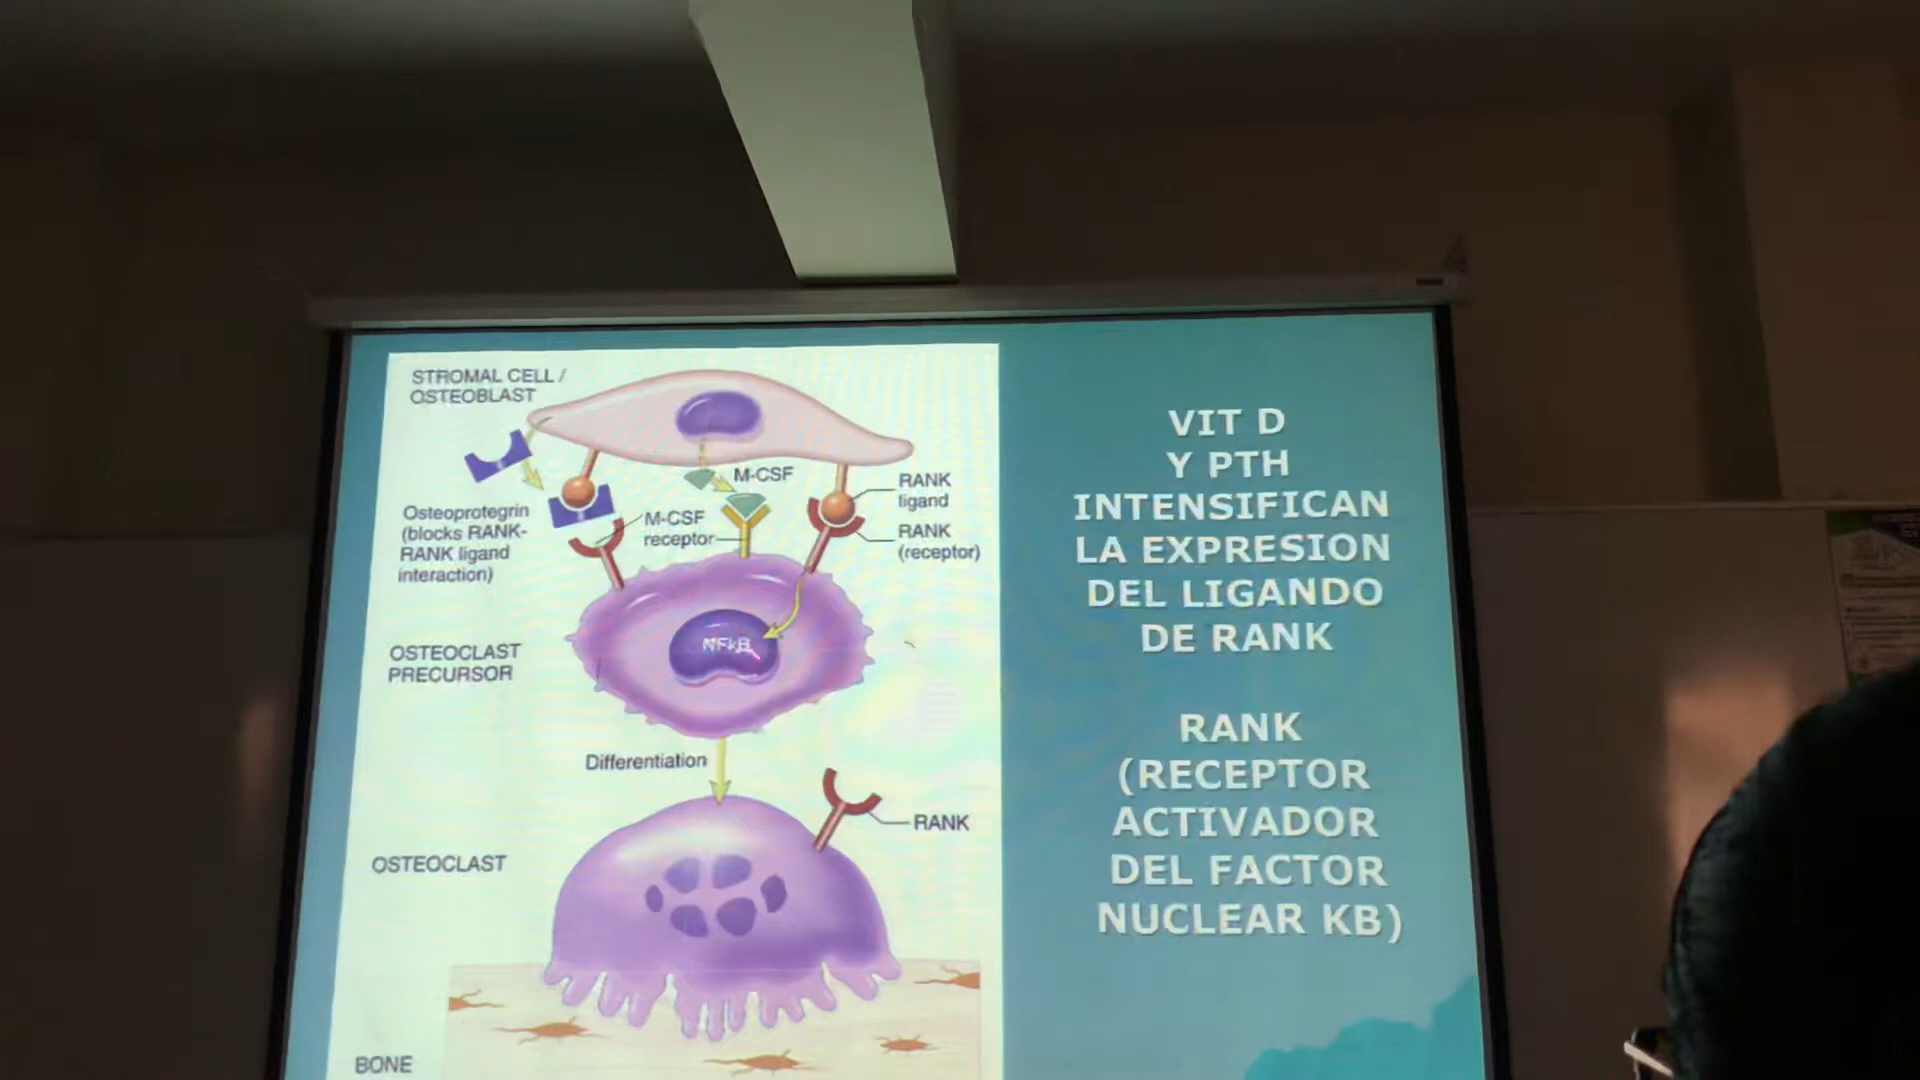 STROMAL CELL /
OSTEOBLAST
M-CSF
RANK
ligand
Osteoprotegrin
(blocks RANK-
RANK ligand
interaction)
M-CSF
receptor
RANK
(receptor)
NFkB
OSTEOCLAST
PRECURSOR
Differentiation
RANK
OSTEOCLAST
BONE
VIT D
Y PTH
INTENSIFICAN
LA EXPRESION
DEL LIGANDO
DE RANK
RANK
(RECEPTOR
ACTIVADOR
DEL FACTOR
NUCLEAR KB)